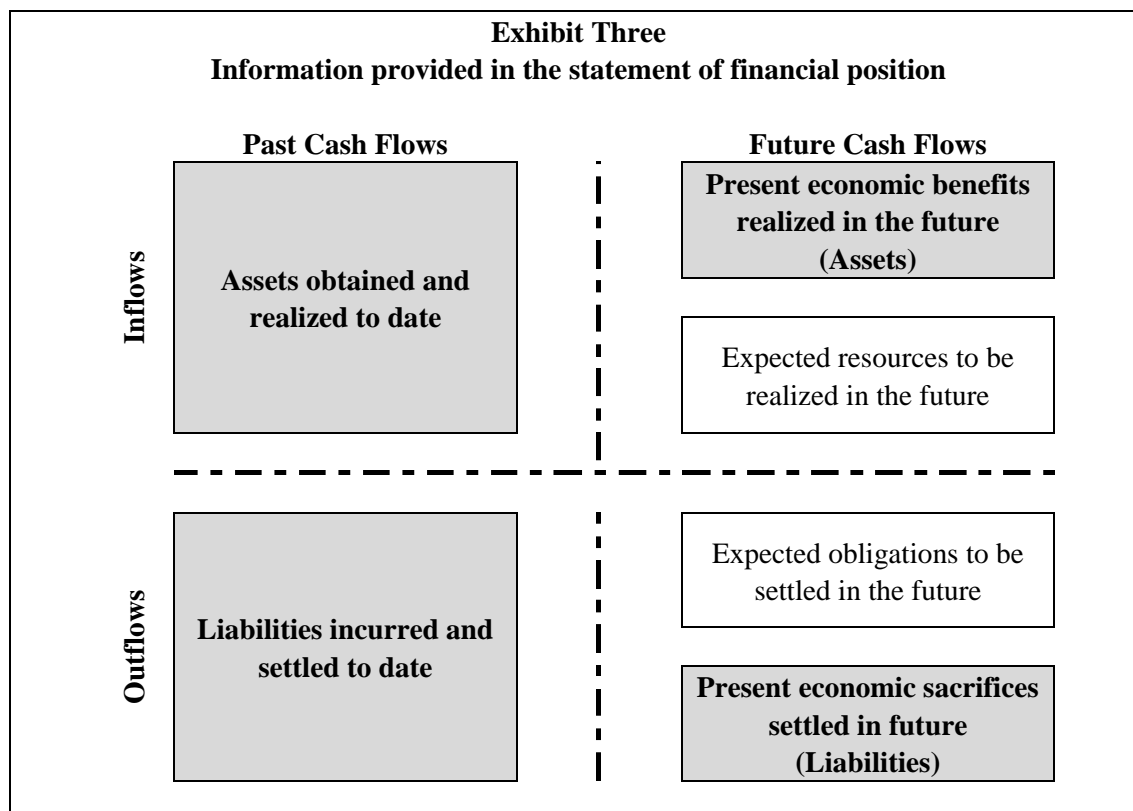 Exhibit Three
Information provided in the statement of financial position
Past Cash Flows
Future Cash Flows
Inflows
Assets obtained and
realized to date
Present economic benefits
realized in the future
(Assets)
Expected resources to be
realized in the future
Outflows
Liabilities incurred and
settled to date
Expected obligations to be
settled in the future
Present economic sacrifices
settled in future
(Liabilities)